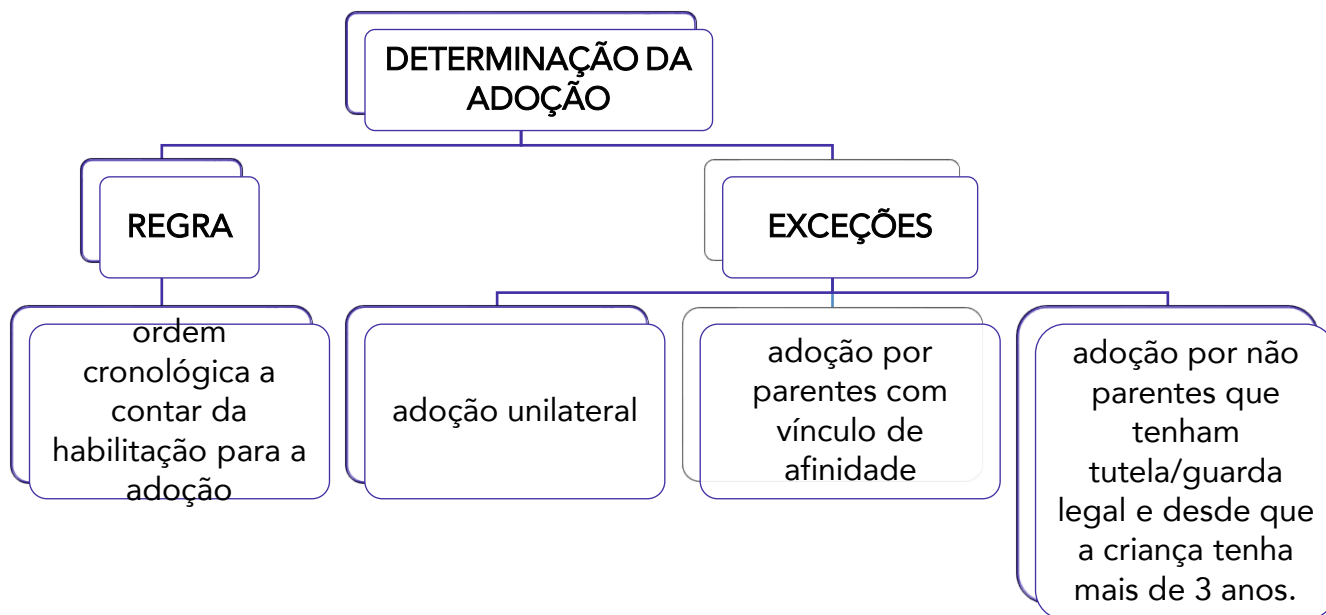 DETERMINAÇÃO DA
ADOÇÃO
REGRA
EXCEÇÕES
ordem
cronológica a
contar da
habilitação para a
adoção
adoção unilateral
adoção por
parentes com
vínculo de
afinidade
adoção por não
parentes que
tenham
tutela/guarda
legal e desde que
a criança tenha
mais de 3 anos.